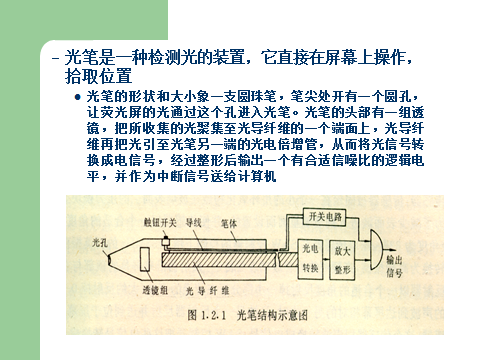 – 光笔是一种检测光的装置，它直接在屏幕上操作，
拾取位置
● 光笔的形状和大小象一支圆珠笔，笔尖处开有一个圆孔，
让荧光屏的光通过这个孔进入光笔。光笔的头部有一组透
镜，把所收集的光聚集至光导纤维的一个端面上，光导纤
维再把光引至光笔另一端的光电倍增管，从而将光信号转
换成电信号，经过整形后输出一个有合适信噪比的逻辑电
平，并作为中断信号送给计算机
开关电路
触钮开关 导线 笔体
光孔
光电
转换
放大
整形
输出
信号
透镜组 光导纤维
图 1.2.1 光笔结构示意图